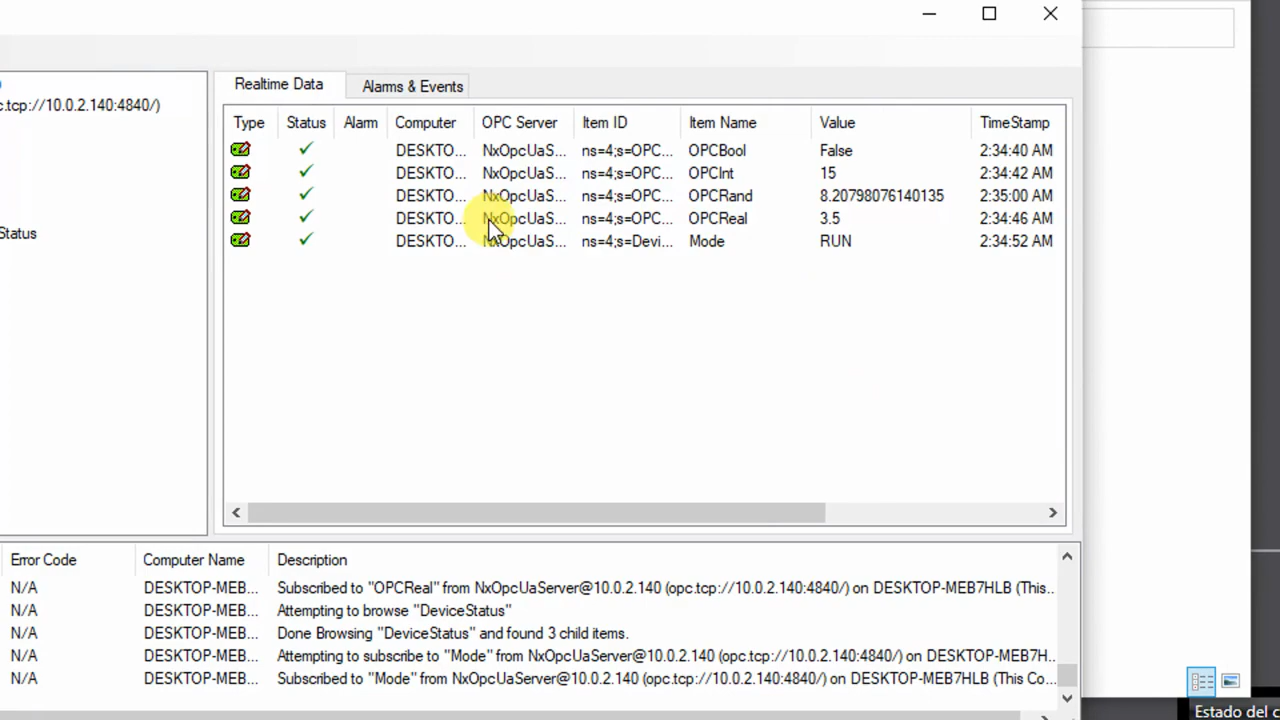 c.tcp://10.0.2.140:4840/)
Status
Realtime Data Alarms & Events
Type Status Alarm Computer OPC Server Item ID Item Name Value TimeStamp
DESKTO... NxOpcUaS... ns=4;s=OPC... OPCBool False 2:34:40 AM
DESKTO... NxOpcUaS... ns=4;s=OPC... OPCInt 15 2:34:42 AM
DESKTO... NxOpcUaS... ns=4;s=OPC... OPCRand 8.20798076140135 2:35:00 AM
DESKTO... NxOpcUaS... ns=4;s=OPC... OPCReal 3.5 2:34:46 AM
DESKTO... NxOpcUaS... ns=4;s=Devi... Mode RUN 2:34:52 AM
Error Code Computer Name Description
N/A DESKTOP-MEB... Subscribed to "OPCReal" from NxOpcUaServer@10.0.2.140 (opc.tcp://10.0.2.140:4840/) on DESKTOP-MEB7HLB (This...
N/A DESKTOP-MEB... Attempting to browse "DeviceStatus"
N/A DESKTOP-MEB... Done Browsing "DeviceStatus" and found 3 child items.
N/A DESKTOP-MEB... Attempting to subscribe to "Mode" from NxOpcUaServer@10.0.2.140 (opc.tcp://10.0.2.140:4840/) on DESKTOP-MEB7H...
N/A DESKTOP-MEB... Subscribed to "Mode" from NxOpcUaServer@10.0.2.140 (opc.tcp://10.0.2.140:4840/) on DESKTOP-MEB7HLB (This Co...
Estado del c